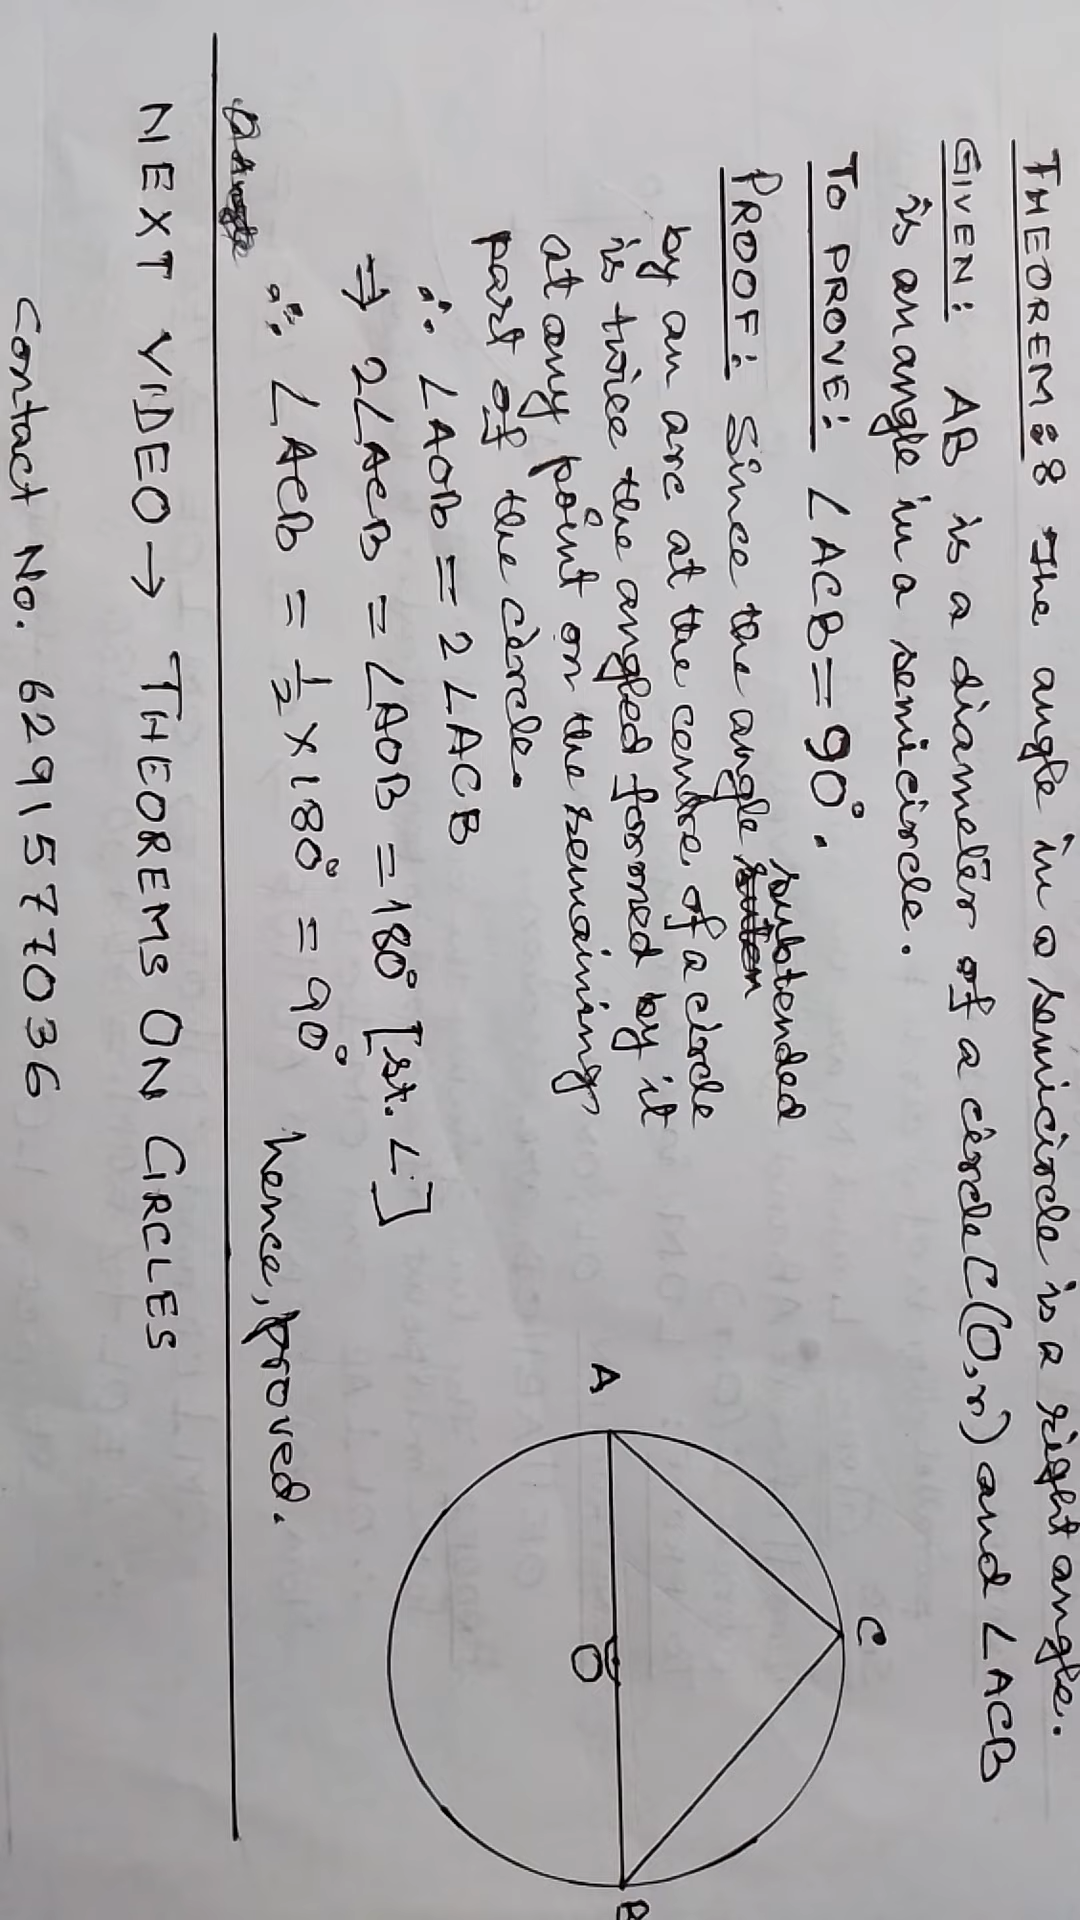 THEOREM:8 The angle in a semicircle is a right angle.
GIVEN: AB is a diameter of a circle C(O,r) and ∠ACB
is an angle in a semicircle.
TO PROVE: ∠ACB=90°.
PROOF: Since the angle subtended
by an arc at the centre of a circle
is twice the angled formed by it
at any point on the remaining
part of the circle.
∴ ∠AOB = 2∠ACB
⇒ 2∠ACB = ∠AOB = 180° [st. ∠]
∴ ∠ACB = 1/2 × 180° = 90°
hence, proved.
C
A
O
B
NEXT VIDEO → THEOREMS ON CIRCLES
Contact No. 6291577036